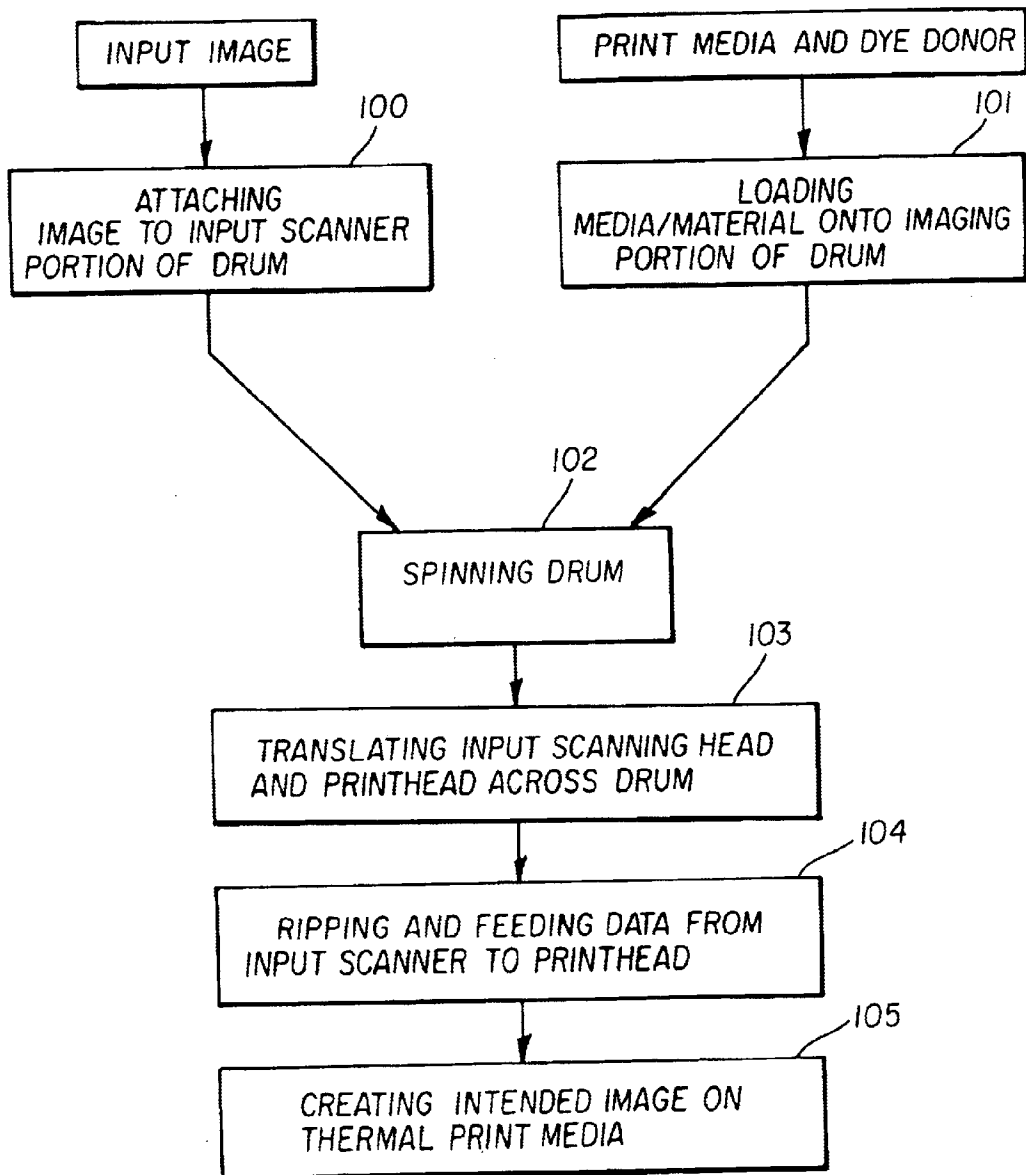 INPUT IMAGE
PRINT MEDIA AND DYE DONOR
100
101
ATTACHING
IMAGE TO INPUT SCANNER
PORTION OF DRUM
LOADING
MEDIA/MATERIAL ONTO IMAGING
PORTION OF DRUM
102
SPINNING DRUM
103
TRANSLATING INPUT SCANNING HEAD
AND PRINTHEAD ACROSS DRUM
104
RIPPING AND FEEDING DATA FROM
INPUT SCANNER TO PRINTHEAD
105
CREATING INTENDED IMAGE ON
THERMAL PRINT MEDIA